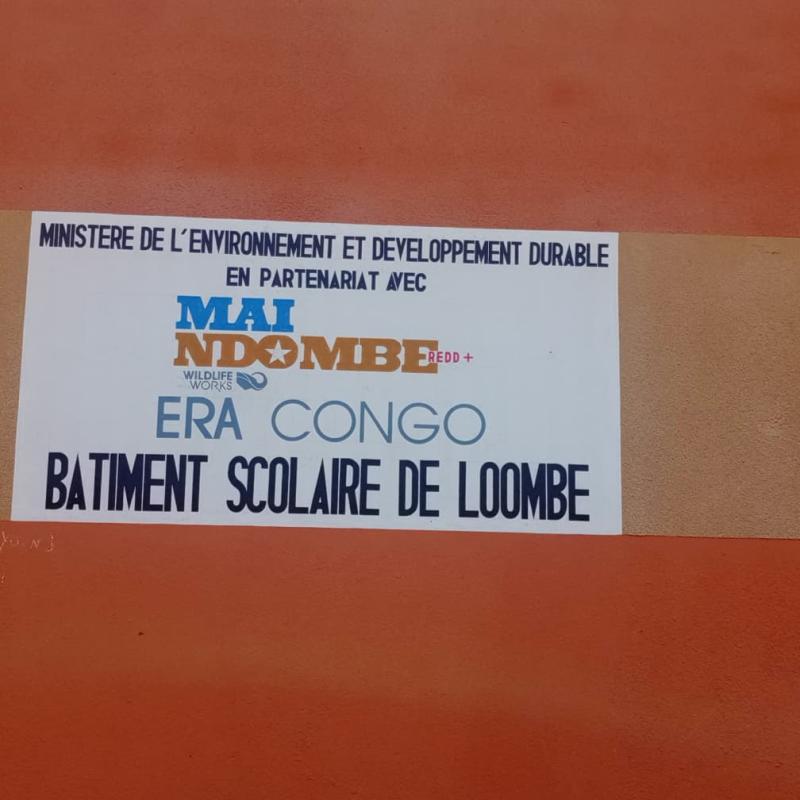 MINISTERE DE L'ENVIRONNEMENT ET DEVELOPPEMENT DURABLE
EN PARTENARIAT AVEC
MAI
NDOMBE REDD+
WILDLIFE
WORKS
ERA CONGO
BATIMENT SCOLAIRE DE LOOMBE